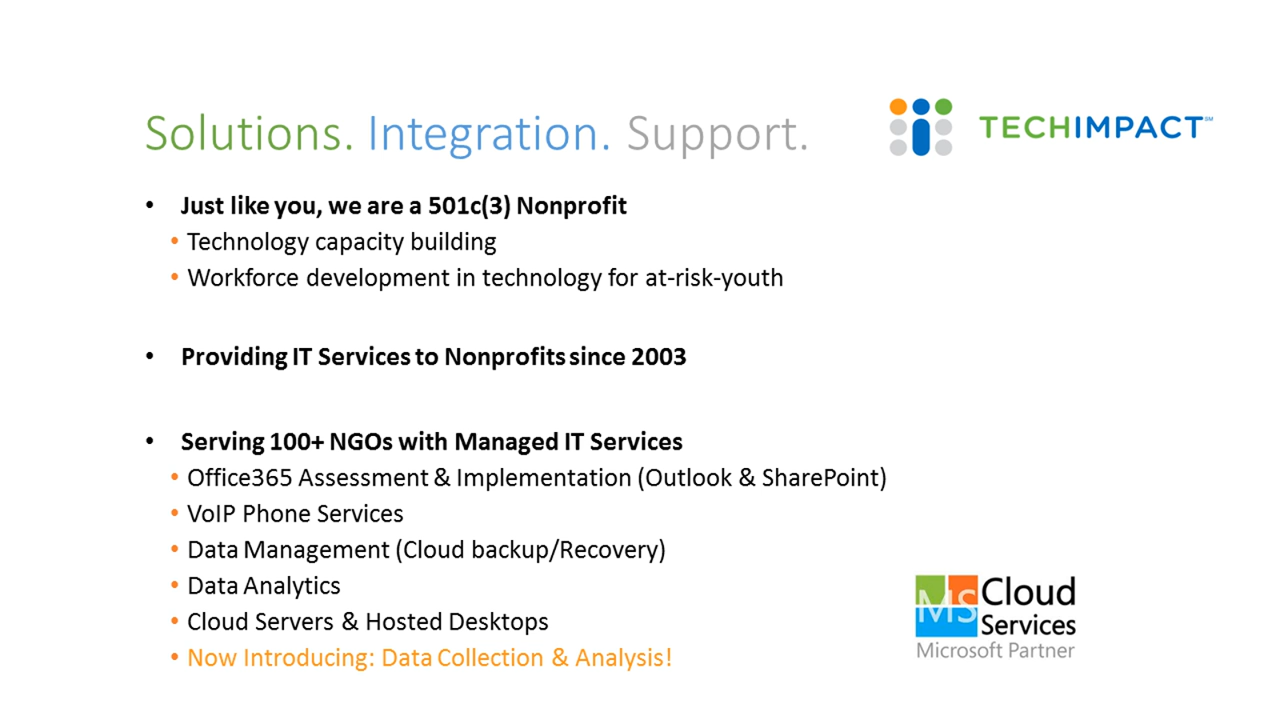 Solutions. Integration. Support.
TECHIMPACT℠
• Just like you, we are a 501c(3) Nonprofit
• Technology capacity building
• Workforce development in technology for at-risk-youth
• Providing IT Services to Nonprofits since 2003
• Serving 100+ NGOs with Managed IT Services
• Office365 Assessment & Implementation (Outlook & SharePoint)
• VoIP Phone Services
• Data Management (Cloud backup/Recovery)
• Data Analytics
• Cloud Servers & Hosted Desktops
• Now Introducing: Data Collection & Analysis!
MS Cloud
Services
Microsoft Partner